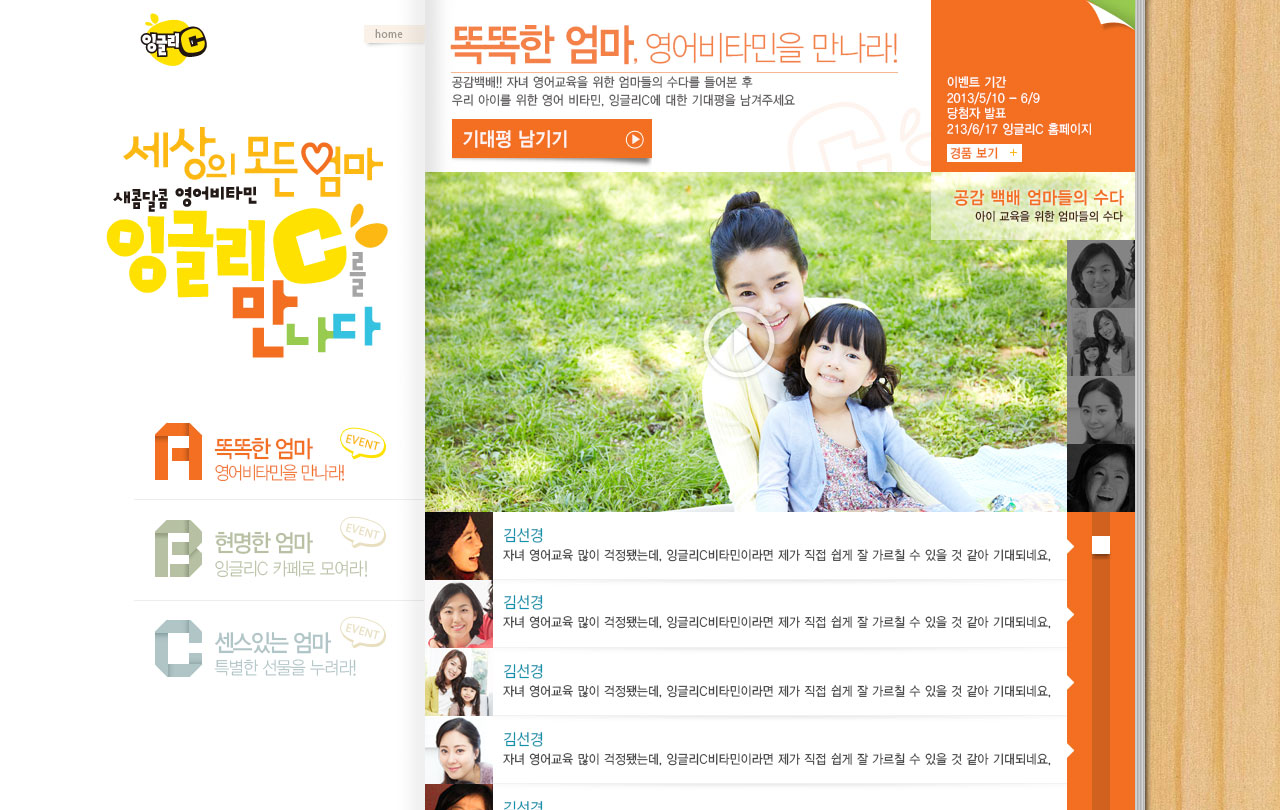 잉글리C
home
세상의 모든 엄마
새콤달콤 영어비타민
잉글리C를
만나다
똑똑한 엄마
영어비타민을 만나라!
EVENT
현명한 엄마
잉글리C 카페로 모여라!
EVENT
센스있는 엄마
특별한 선물을 누려라!
EVENT
똑똑한 엄마, 영어비타민을 만나라!
공감백배!! 자녀 영어교육을 위한 엄마들의 수다를 들어본 후
우리 아이를 위한 영어 비타민, 잉글리C에 대한 기대평을 남겨주세요
기대평 남기기
이벤트 기간
2013/5/10 – 6/9
당첨자 발표
213/6/17 잉글리C 홈페이지
경품 보기 +
공감 백배 엄마들의 수다
아이 교육을 위한 엄마들의 수다
김선경
자녀 영어교육 많이 걱정됐는데, 잉글리C비타민이라면 제가 직접 쉽게 잘 가르칠 수 있을 것 같아 기대되네요.
김선경
자녀 영어교육 많이 걱정됐는데, 잉글리C비타민이라면 제가 직접 쉽게 잘 가르칠 수 있을 것 같아 기대되네요.
김선경
자녀 영어교육 많이 걱정됐는데, 잉글리C비타민이라면 제가 직접 쉽게 잘 가르칠 수 있을 것 같아 기대되네요.
김선경
자녀 영어교육 많이 걱정됐는데, 잉글리C비타민이라면 제가 직접 쉽게 잘 가르칠 수 있을 것 같아 기대되네요.